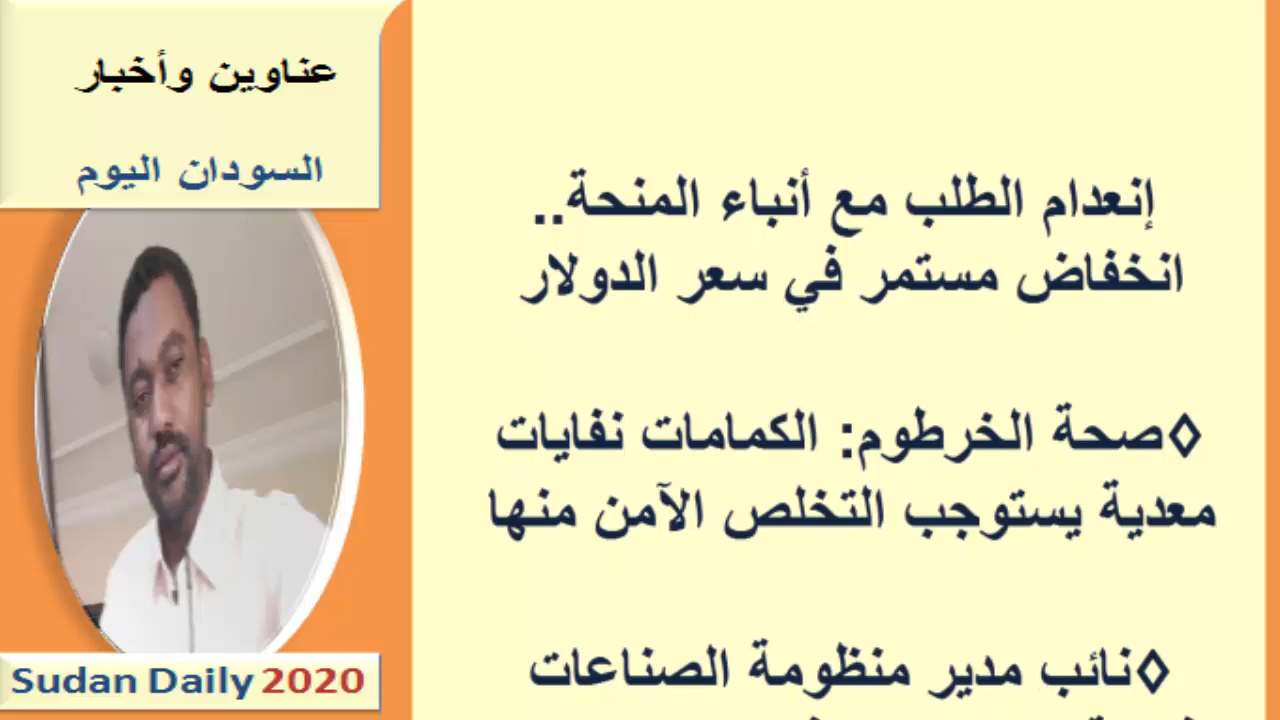 عناوين وأخبار
السودان اليوم
إنعدام الطلب مع أنباء المنحة..
انخفاض مستمر في سعر الدولار
◊صحة الخرطوم: الكمامات نفايات
معدية يستوجب التخلص الآمن منها
◊نائب مدير منظومة الصناعات
Sudan Daily 2020